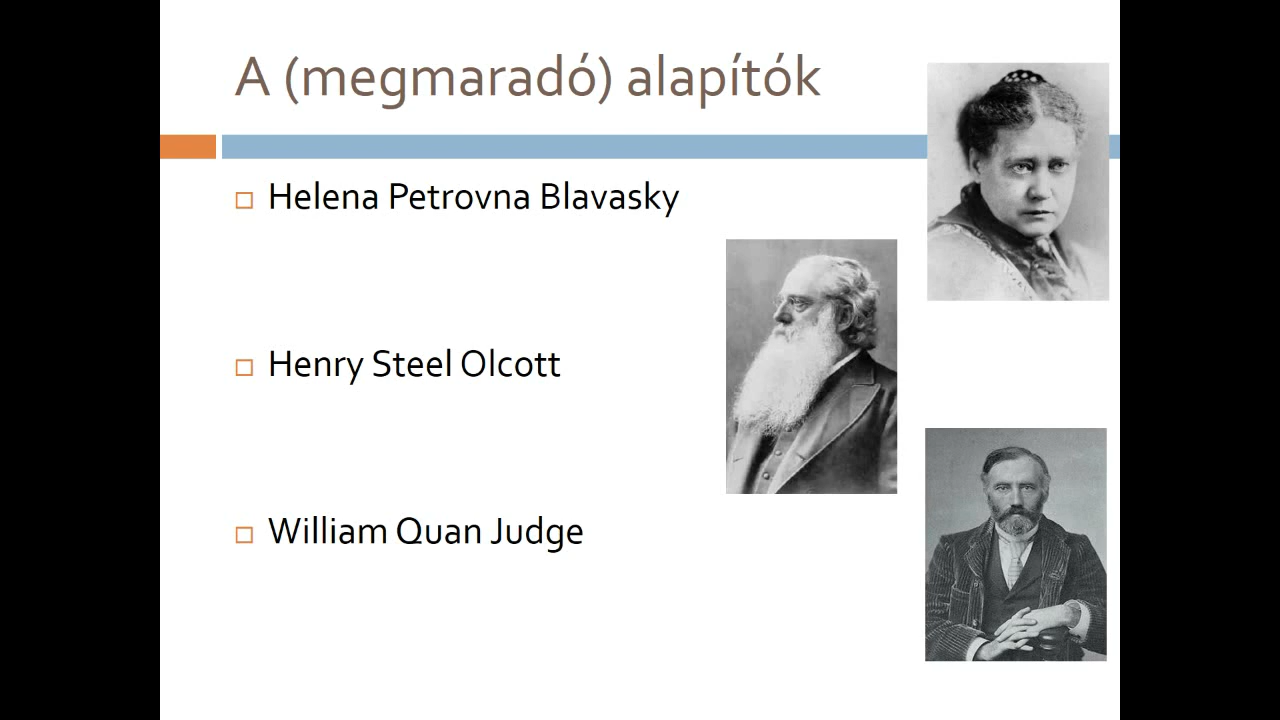 A (megmaradó) alapítók
Helena Petrovna Blavasky
Henry Steel Olcott
William Quan Judge